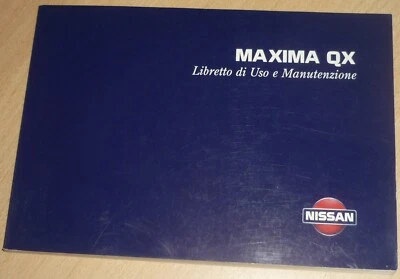 MAXIMA QX
Libretto di Uso e Manutenzione
NISSAN